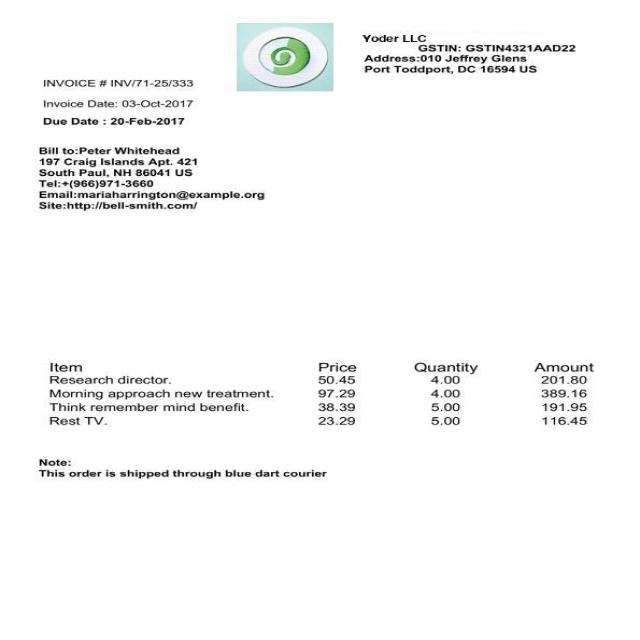 Yoder LLC
GSTIN: GSTIN4321AAD22
Address:010 Jeffrey Glens
Port Toddport, DC 16594 US
INVOICE # INV/71-25/333
Invoice Date: 03-Oct-2017
Due Date : 20-Feb-2017
Bill to:Peter Whitehead
197 Craig Islands Apt. 421
South Paul, NH 86041 US
Tel:+(966)971-3660
Email:mariaharrington@example.org
Site:http://bell-smith.com/
Item Price Quantity Amount
Research director. 50.45 4.00 201.80
Morning approach new treatment. 97.29 4.00 389.16
Think remember mind benefit. 38.39 5.00 191.95
Rest TV. 23.29 5.00 116.45
Note:
This order is shipped through blue dart courier